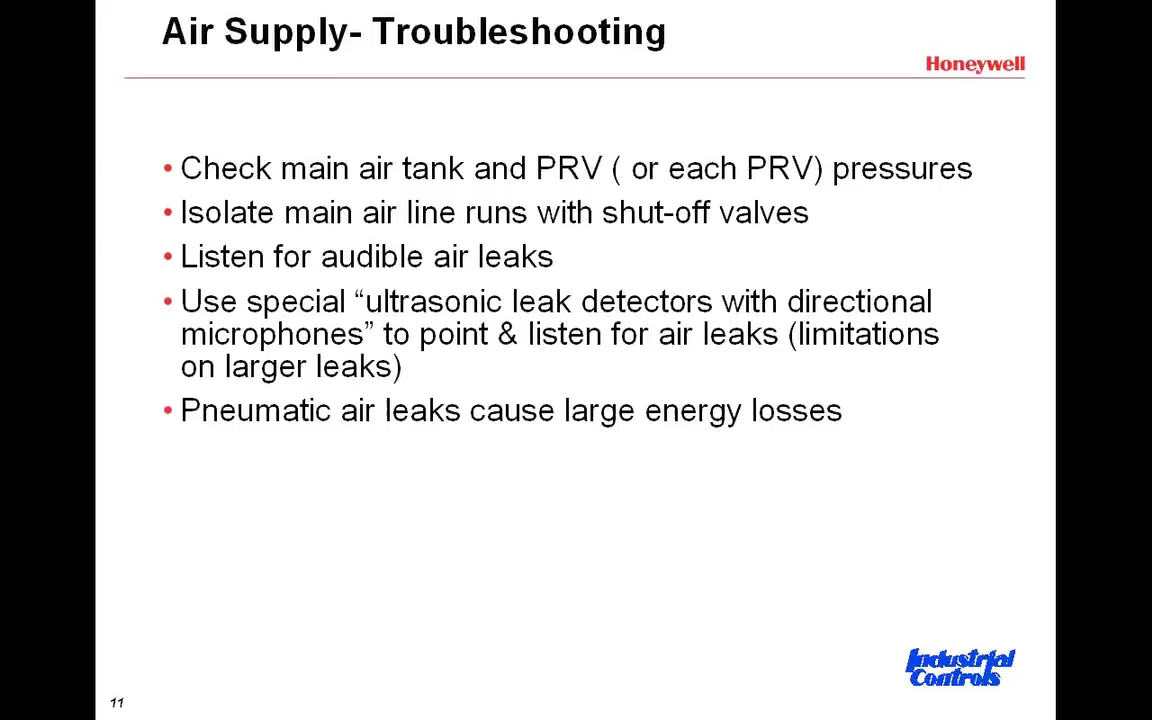 Air Supply- Troubleshooting
Honeywell
• Check main air tank and PRV ( or each PRV) pressures
• Isolate main air line runs with shut-off valves
• Listen for audible air leaks
• Use special “ultrasonic leak detectors with directional
microphones” to point & listen for air leaks (limitations
on larger leaks)
• Pneumatic air leaks cause large energy losses
Industrial
Controls
11